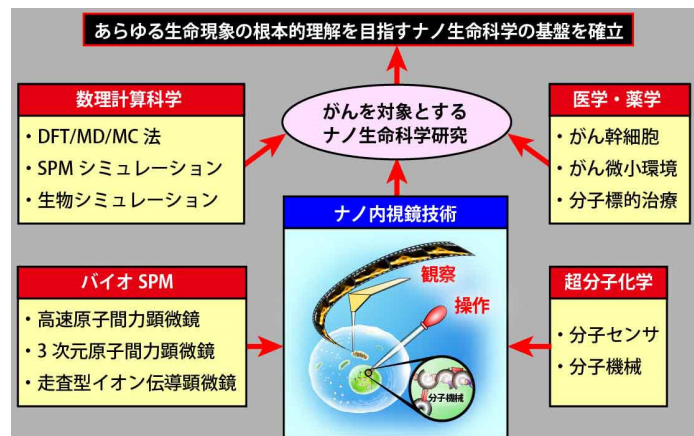 あらゆる生命現象の根本的理解を目指すナノ生命科学の基盤を確立
数理計算科学
・DFT/MD/MC 法
・SPM シミュレーション
・生物シミュレーション
がんを対象とする
ナノ生命科学研究
医学・薬学
・がん幹細胞
・がん微小環境
・分子標的治療
バイオ SPM
・高速原子間力顕微鏡
・3 次元原子間力顕微鏡
・走査型イオン伝導顕微鏡
ナノ内視鏡技術
観察
操作
分子機械
超分子化学
・分子センサ
・分子機械